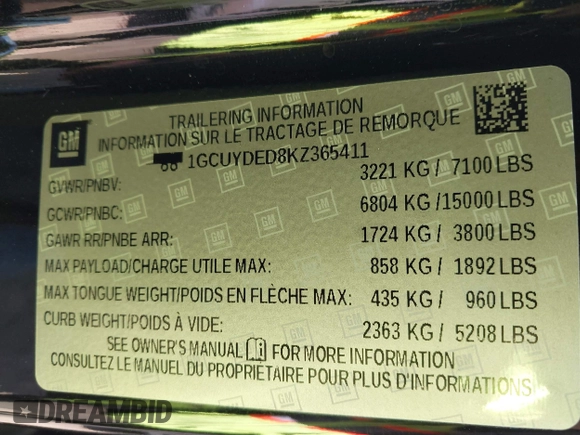 GM
TRAILERING INFORMATION
INFORMATION SUR LE TRACTAGE DE REMORQUE
1GCUYDED8KZ365411
GVWR/PNBV: 3221 KG / 7100 LBS
GCWR/PNBC: 6804 KG /15000 LBS
GAWR RR/PNBE ARR: 1724 KG / 3800 LBS
MAX PAYLOAD/CHARGE UTILE MAX: 858 KG / 1892 LBS
MAX TONGUE WEIGHT/POIDS EN FLÈCHE MAX: 435 KG / 960 LBS
CURB WEIGHT/POIDS À VIDE: 2363 KG / 5208 LBS
SEE OWNER'S MANUAL FOR MORE INFORMATION
CONSULTEZ LE MANUEL DU PROPRIETAIRE POUR PLUS D'INFORMATIONS
DREAMBID